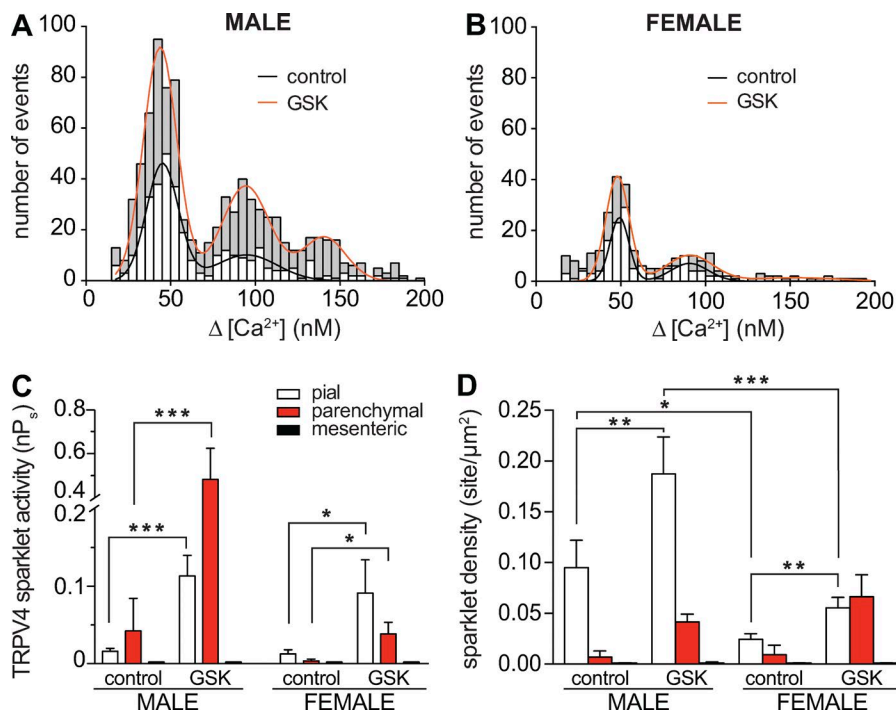 A
MALE
number of events
100
80
60
40
20
0
0
50
100
150
200
Δ [Ca²⁺] (nM)
control
GSK
B
FEMALE
number of events
100
80
60
40
20
0
0
50
100
150
200
Δ [Ca²⁺] (nM)
control
GSK
C
TRPV4 sparklet activity (nPₛ)
0.8
0.6
0.4
0.2
0.1
0
pial
parenchymal
mesenteric
***
***
*
*
control
GSK
control
GSK
MALE
FEMALE
D
sparklet density (site/μm²)
0.25
0.20
0.15
0.10
0.05
0.00
***
*
**
**
control
GSK
control
GSK
MALE
FEMALE